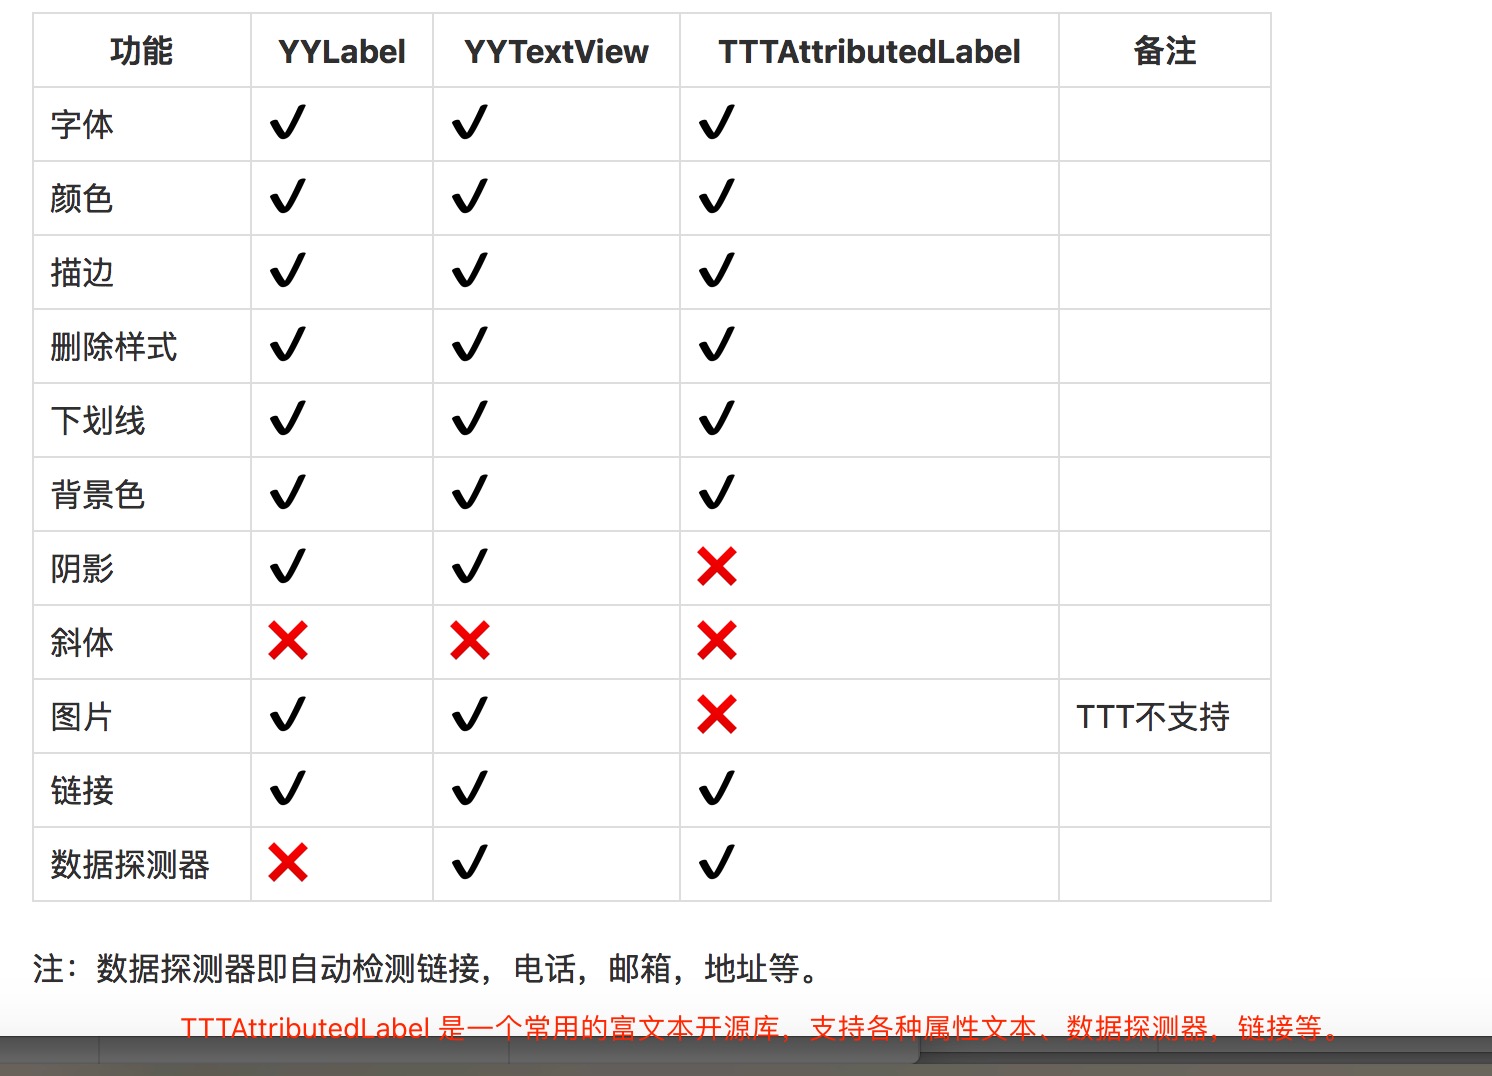 功能 YYLabel YYTextView TTTAttributedLabel 备注
字体 ✔ ✔ ✔
颜色 ✔ ✔ ✔
描边 ✔ ✔ ✔
删除样式 ✔ ✔ ✔
下划线 ✔ ✔ ✔
背景色 ✔ ✔ ✔
阴影 ✔ ✔ ❌
斜体 ❌ ❌ ❌
图片 ✔ ✔ ❌ TTT不支持
链接 ✔ ✔ ✔
数据探测器 ❌ ✔ ✔
注：数据探测器即自动检测链接，电话，邮箱，地址等。
TTTAttributedLabel 是一个常用的富文本开源库，支持各种属性文本、数据探测器，链接等。